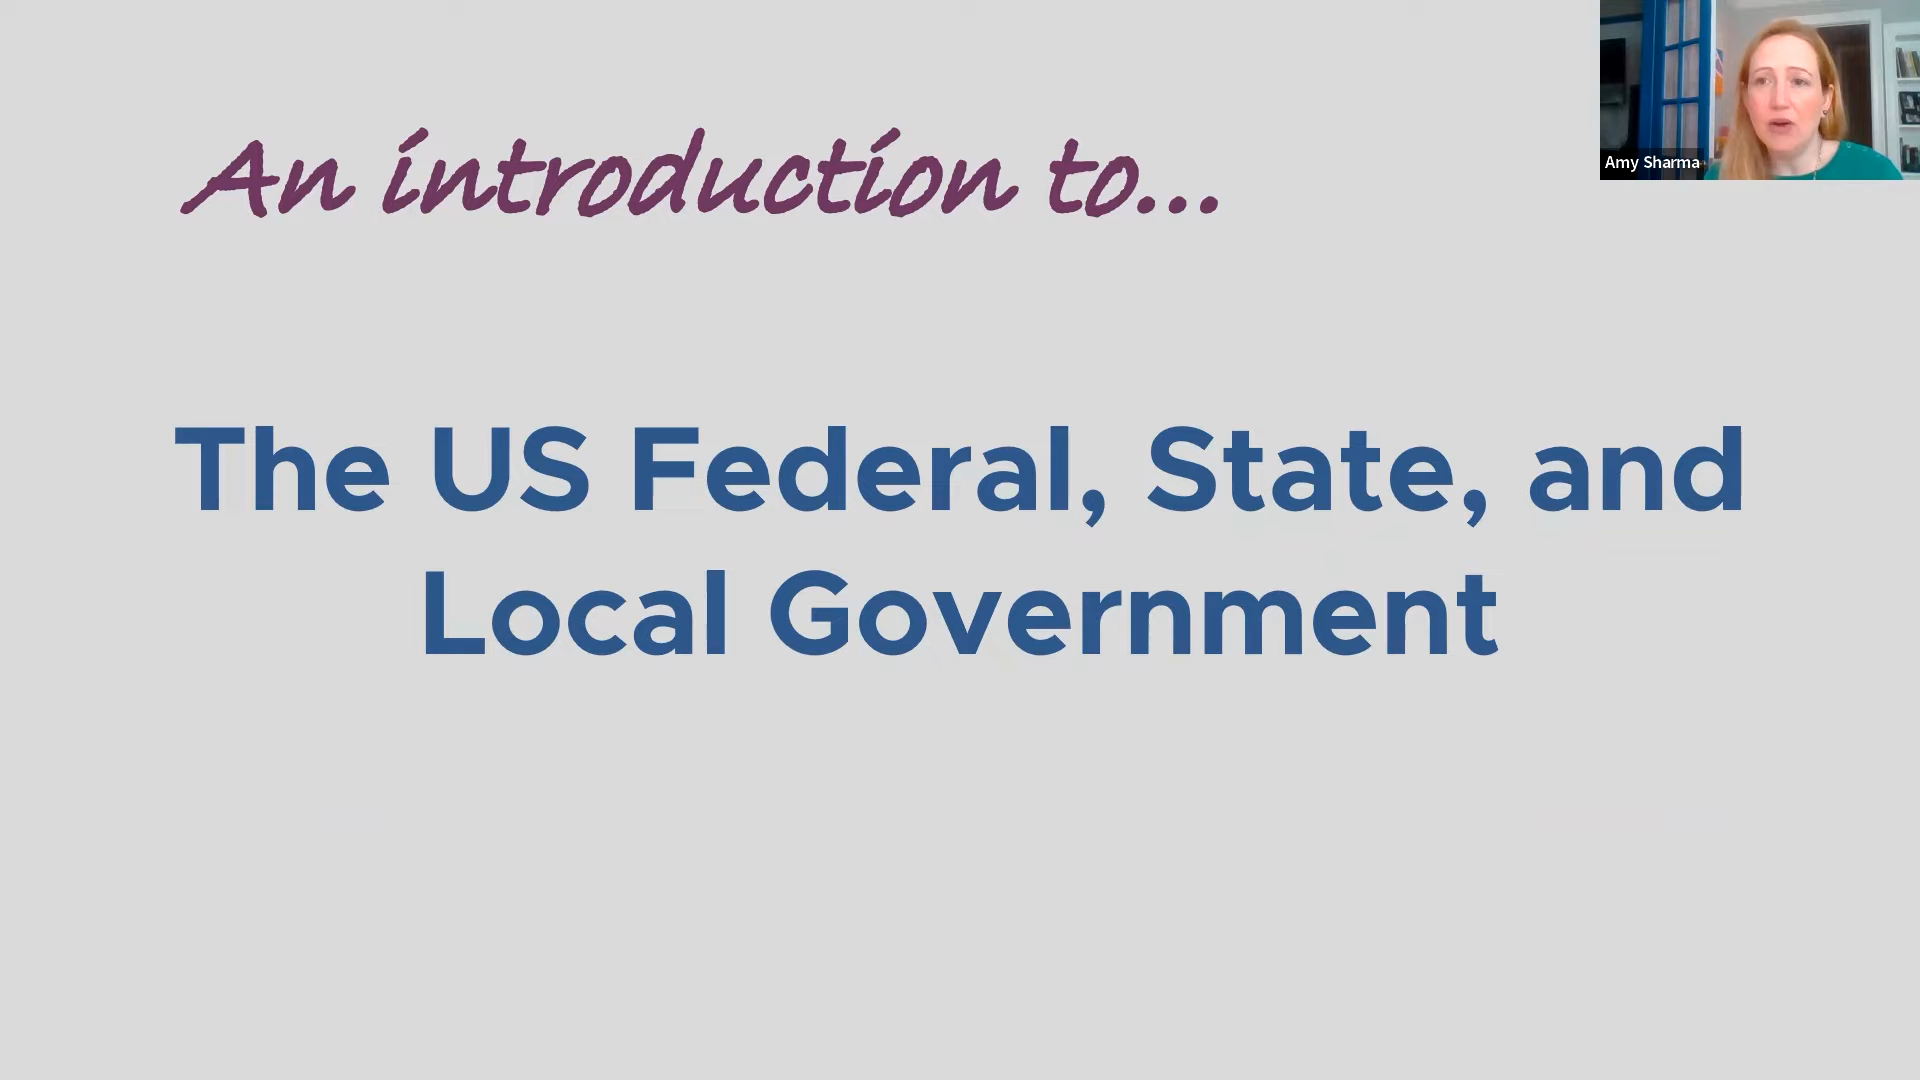 An introduction to...
The US Federal, State, and
Local Government
Amy Sharma